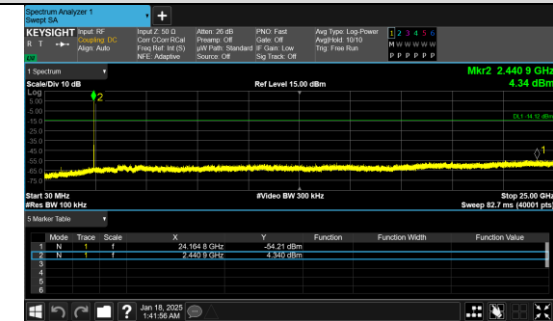 Spectrum Analyzer 1
Swept SA
KEYSIGHT
R T
Input: RF
Coupling: DC
Align: Auto
Input Z: 50 Ω
Corr CCorr RCal
Freq Ref: Int (S)
NFE: Adaptive
Atten: 26 dB
Preamp: Off
µW Path: Standard
Source: Off
PNO: Fast
Gate: Off
IF Gain: Low
Sig Track: Off
Avg Type: Log-Power
Avg|Hold: 10/10
Trig: Free Run
1 2 3 4 5 6
M W W W W W
P P P P P P
1 Spectrum
Scale/Div 10 dB
Ref Level 15.00 dBm
Mkr2 2.440 9 GHz
4.34 dBm
Log
5.00
-5.00
-15.0
-25.0
-35.0
-45.0
-55.0
-65.0
-75.0
2
DL1 -14.12 dBm
1
Start 30 MHz
#Video BW 300 kHz
Stop 25.00 GHz
#Res BW 100 kHz
Sweep 82.7 ms (40001 pts)
5 Marker Table
Mode Trace Scale X Y Function Function Width Function Value
1 N 1 f 24.164 8 GHz -54.21 dBm
2 N 1 f 2.440 9 GHz 4.340 dBm
3
4
5
6
Jan 18, 2025
1:41:56 AM